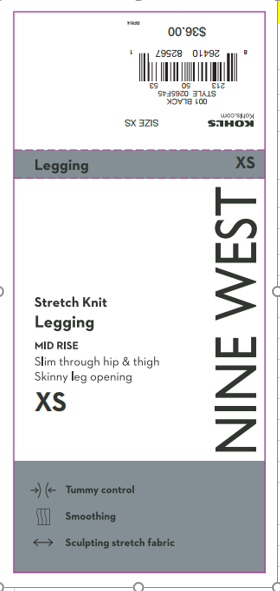 RPR14
$36.00
1 82567 26410 8
213 50 53
STYLE 0265F45
001 BLACK
SIZE XS
Kohls.com
KOHL'S
Legging XS
NINE WEST
Stretch Knit
Legging
MID RISE
Slim through hip & thigh
Skinny leg opening
XS
Tummy control
Smoothing
Sculpting stretch fabric